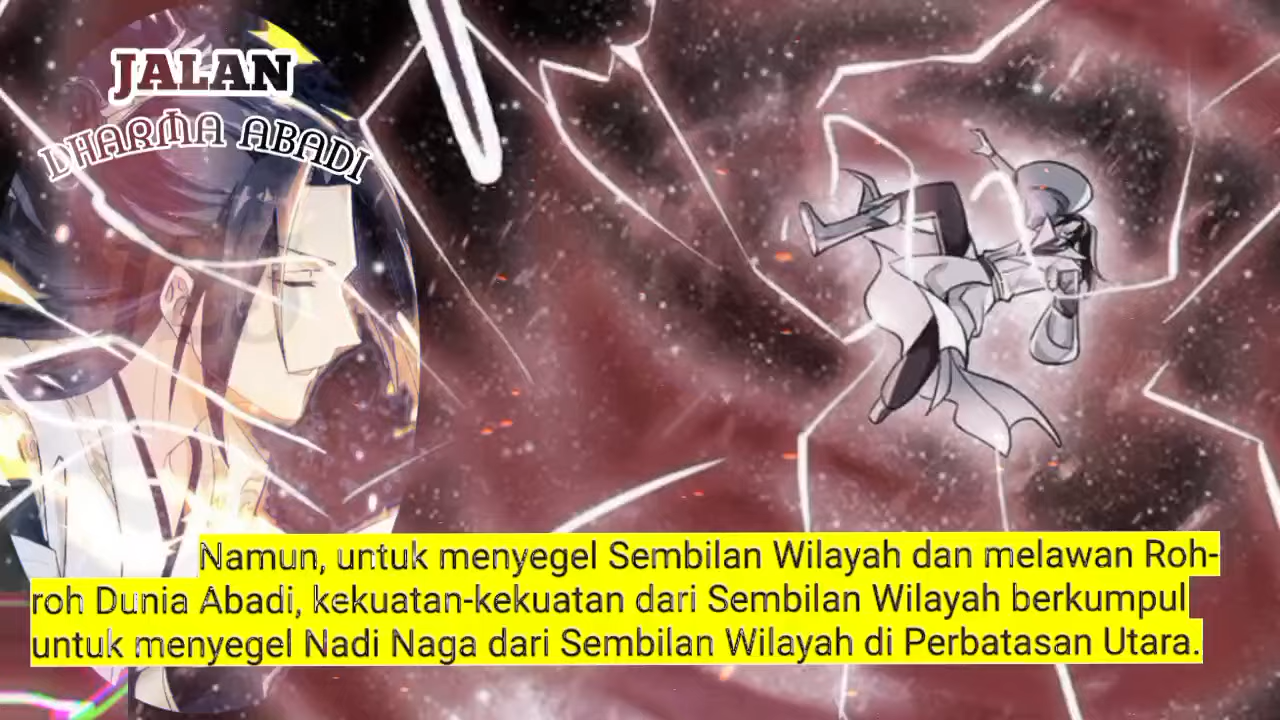 JALAN
DHARMA ABADI
Namun, untuk menyegel Sembilan Wilayah dan melawan Roh-
roh Dunia Abadi, kekuatan-kekuatan dari Sembilan Wilayah berkumpul
untuk menyegel Nadi Naga dari Sembilan Wilayah di Perbatasan Utara.